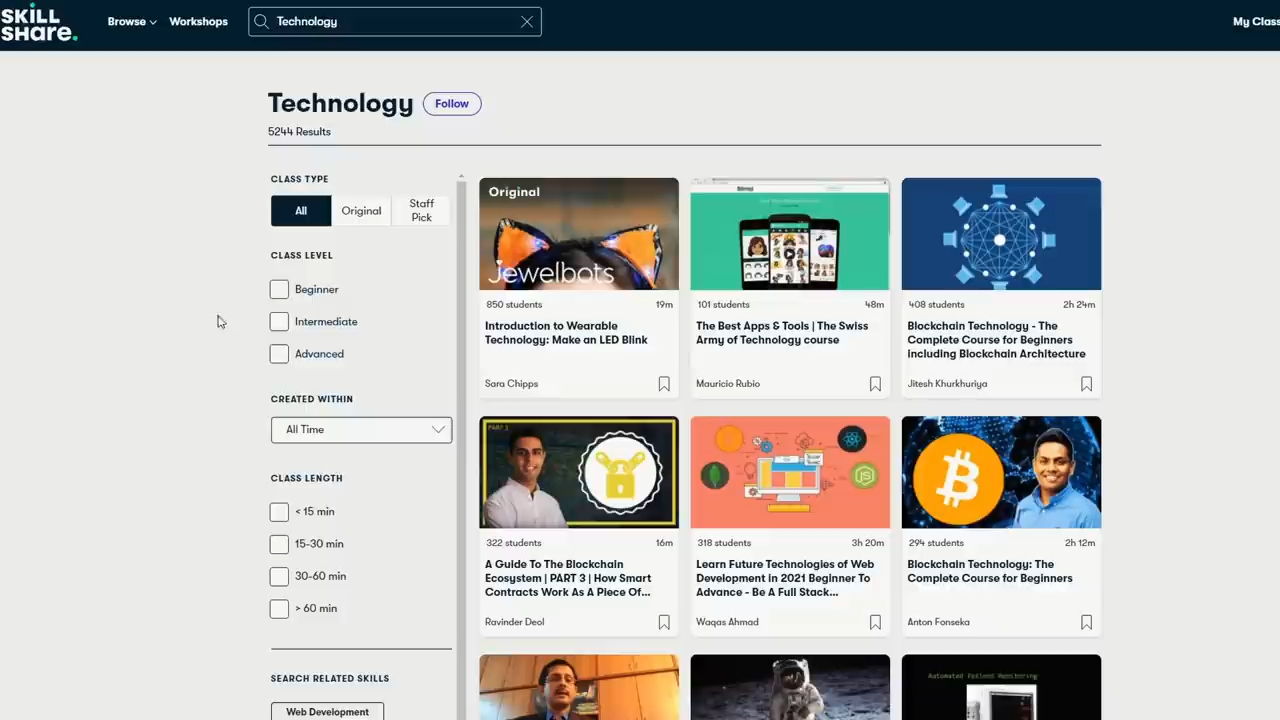 SKILL
SHARE.
Browse
Workshops
Technology
My Class
Technology
Follow
5244 Results
CLASS TYPE
All
Original
Staff
Pick
CLASS LEVEL
Beginner
Intermediate
Advanced
CREATED WITHIN
All Time
CLASS LENGTH
< 15 min
15-30 min
30-60 min
> 60 min
SEARCH RELATED SKILLS
Web Development
Original
Jewelbots
850 students
19m
Introduction to Wearable
Technology: Make an LED Blink
Sara Chipps
101 students
48m
The Best Apps & Tools | The Swiss
Army of Technology course
Mauricio Rubio
408 students
2h 24m
Blockchain Technology - The
Complete Course for Beginners
including Blockchain Architecture
Jitesh Khurkhuriya
PART 3
322 students
16m
A Guide To The Blockchain
Ecosystem | PART 3 | How Smart
Contracts Work As A Piece Of...
Ravinder Deol
318 students
3h 20m
Learn Future Technologies of Web
Development in 2021 Beginner To
Advance - Be A Full Stack...
Waqas Ahmad
294 students
2h 12m
Blockchain Technology: The
Complete Course for Beginners
Anton Fonseka
Automated Patient Monitoring